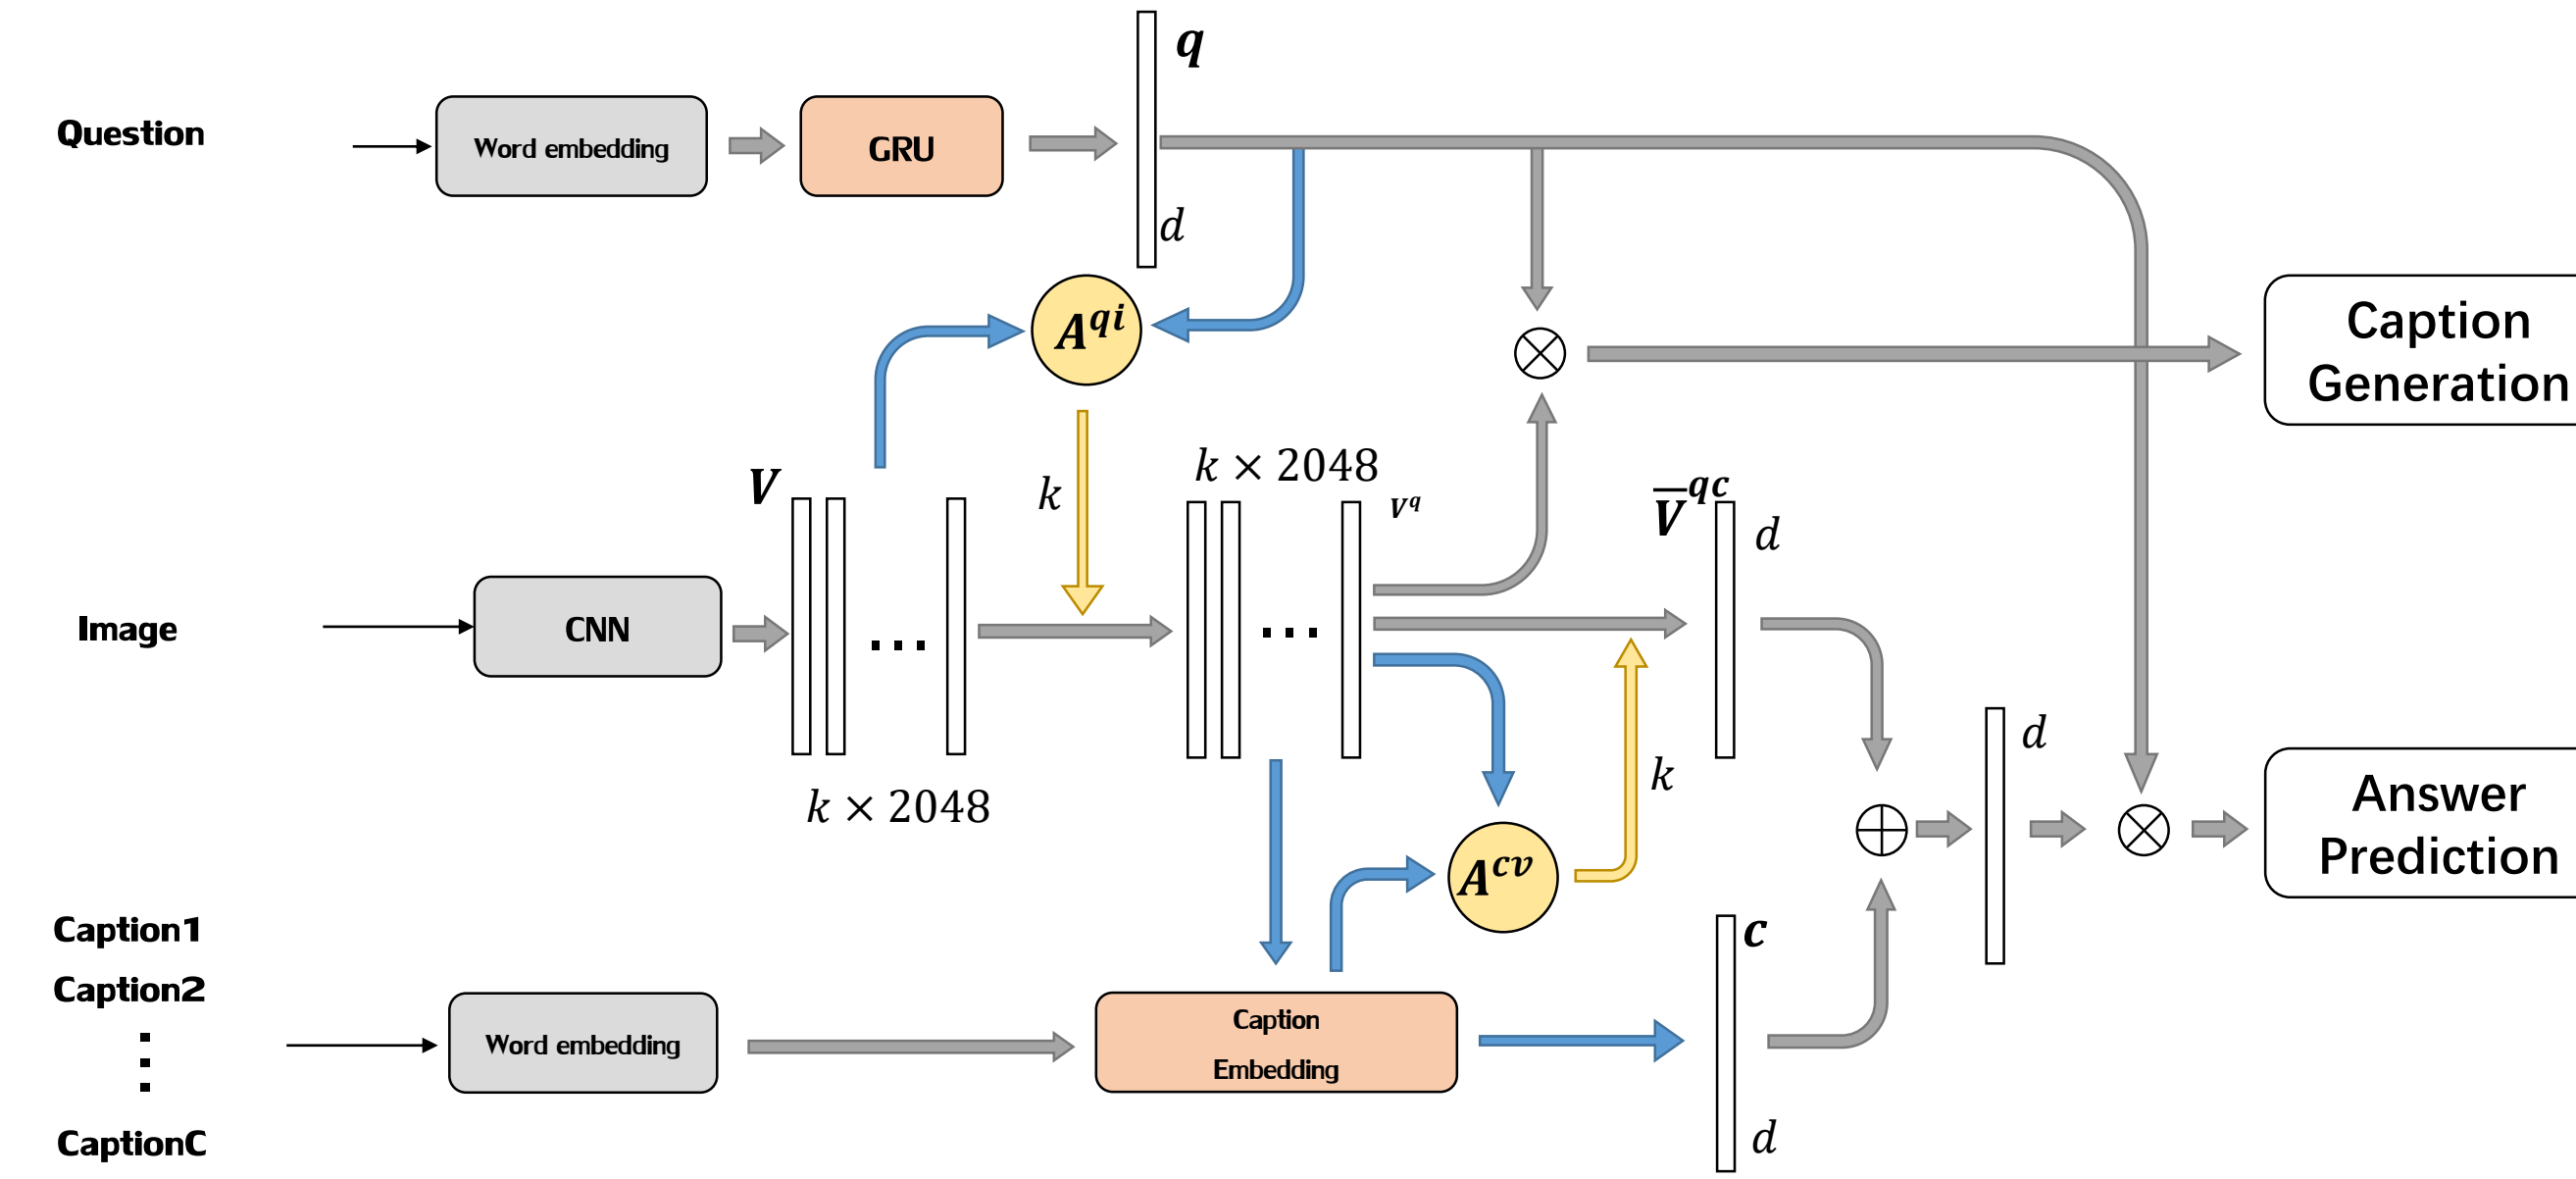 q
Question
Word embedding
GRU
d
A^{qi}
Caption
Generation
k × 2048
V
k
V^q
V̅^{qc}
d
Image
CNN
...
...
d
k
k × 2048
Answer
Prediction
A^{cv}
Caption1
c
Caption2
Word embedding
Caption
Embedding
CaptionC
d